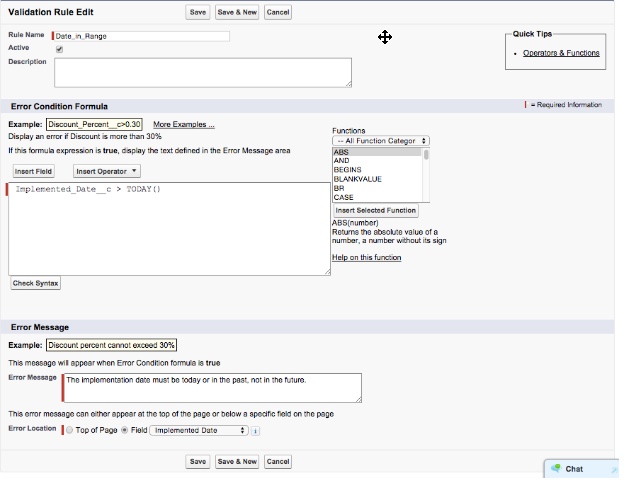 Validation Rule Edit
Save Save & New Cancel
Rule Name Date_in_Range
Active
Description
Quick Tips
Operators & Functions
Error Condition Formula
= Required Information
Example: Discount_Percent__c>0.30 More Examples ...
Display an error if Discount is more than 30%
If this formula expression is true, display the text defined in the Error Message area
Insert Field Insert Operator
Implemented_Date__c > TODAY()
Check Syntax
Functions
-- All Function Categor
ABS
AND
BEGINS
BLANKVALUE
BR
CASE
Insert Selected Function
ABS(number)
Returns the absolute value of a
number, a number without its sign
Help on this function
Error Message
Example: Discount percent cannot exceed 30%
This message will appear when Error Condition formula is true
Error Message The implementation date must be today or in the past, not in the future.
This error message can either appear at the top of the page or below a specific field on the page
Error Location Top of Page Field Implemented Date i
Save Save & New Cancel
Chat